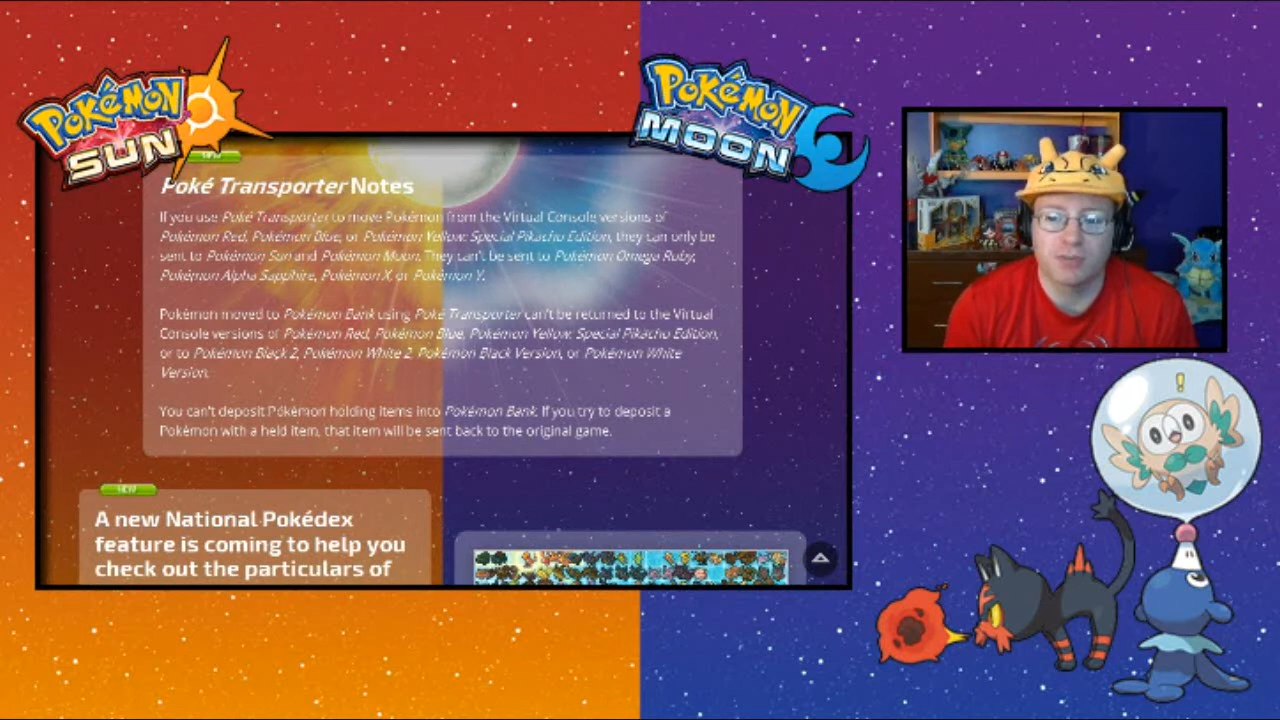 POKéMON
SUN
POKéMON
MOON
NEW
Poké Transporter Notes
If you use Poké Transporter to move Pokémon from the Virtual Console versions of
Pokémon Red, Pokémon Blue, or Pokémon Yellow: Special Pikachu Edition, they can only be
sent to Pokémon Sun and Pokémon Moon. They can't be sent to Pokémon Omega Ruby,
Pokémon Alpha Sapphire, Pokémon X, or Pokémon Y.
Pokémon moved to Pokémon Bank using Poké Transporter can't be returned to the Virtual
Console versions of Pokémon Red, Pokémon Blue, Pokémon Yellow: Special Pikachu Edition,
or to Pokémon Black 2, Pokémon White 2, Pokémon Black Version, or Pokémon White
Version.
You can't deposit Pokémon holding items into Pokémon Bank. If you try to deposit a
Pokémon with a held item, that item will be sent back to the original game.
NEW
A new National Pokédex
feature is coming to help you
check out the particulars of
!